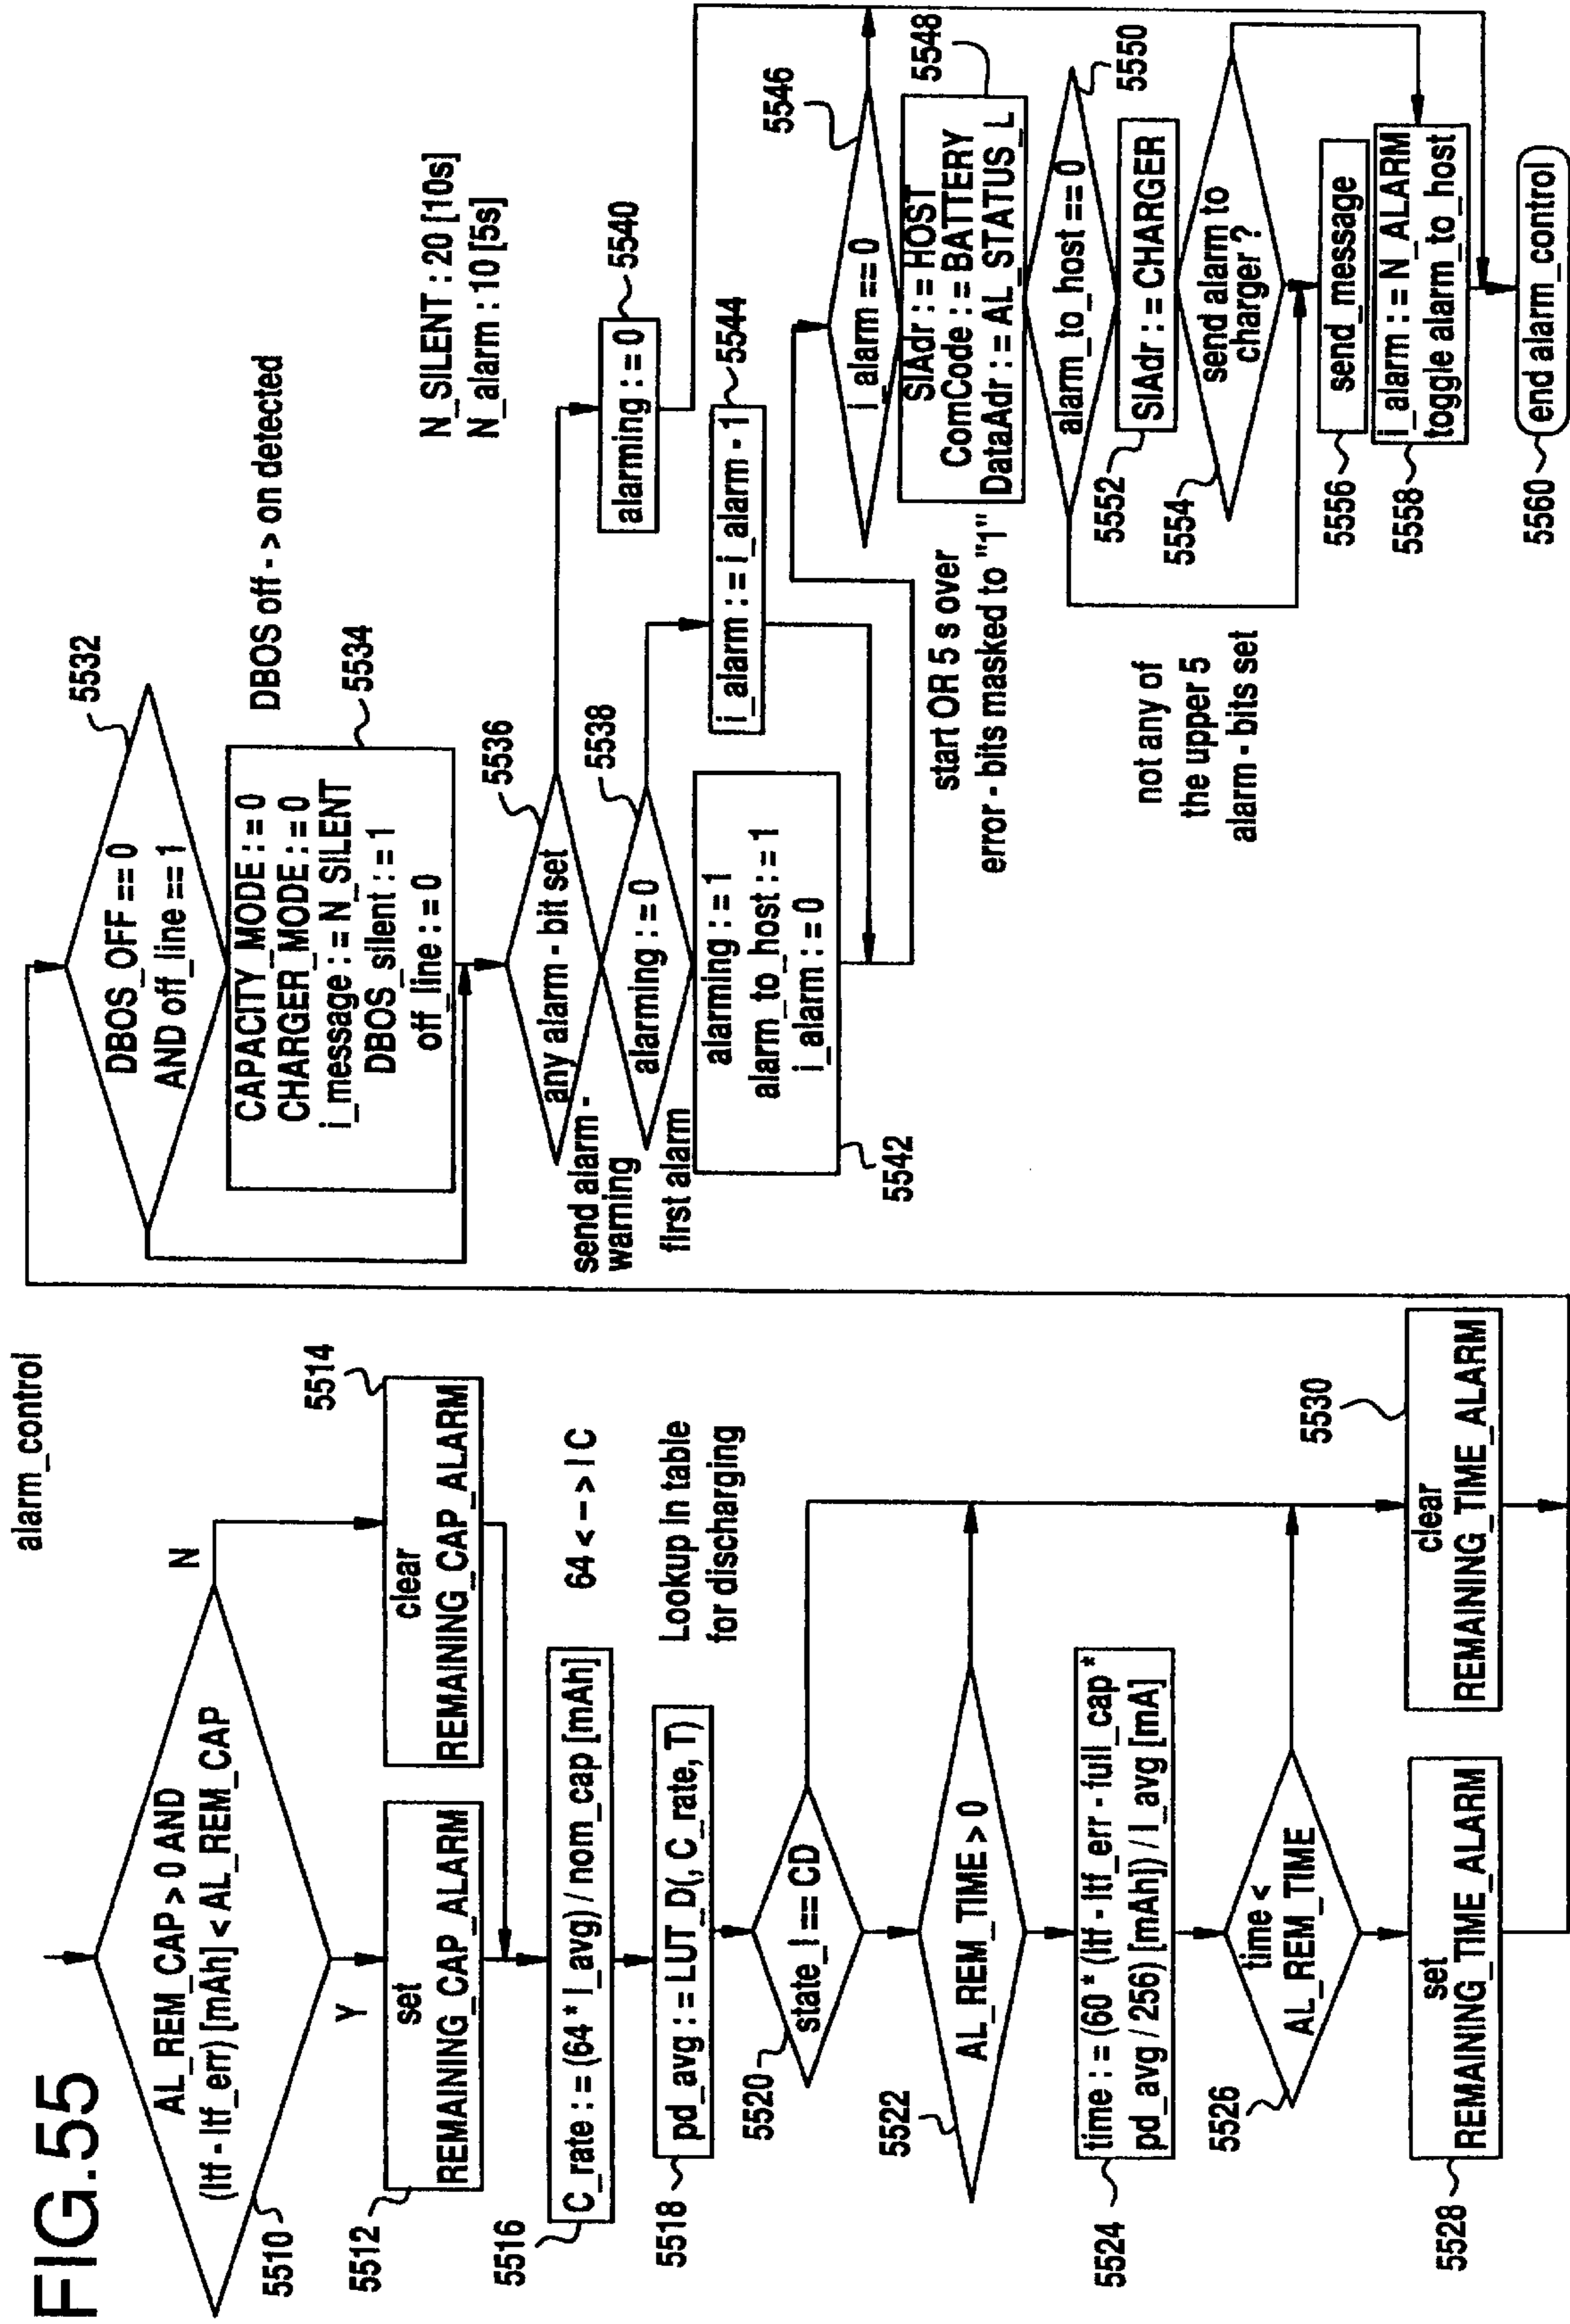 FIG.55
alarm_control
AL_REM_CAP > 0 AND
(ltf - ltf_err) [mAh] < AL_REM_CAP
5510
Y
N
set
REMAINING_CAP_ALARM
5512
clear
REMAINING_CAP_ALARM
5514
C_rate : = (64 * I_avg) / nom_cap [mAh]
5516
64 < - > I C
pd_avg : = LUT_D(, C_rate, T)
5518
Lookup in table
for discharging
state_I == CD
5520
AL_REM_TIME > 0
5522
time : = (60 * (ltf - ltf_err - full_cap *
pd_avg / 256) [mAh]) / I_avg [mA]
5524
time <
AL_REM_TIME
5526
set
REMAINING_TIME_ALARM
5528
clear
REMAINING_TIME_ALARM
5530
DBOS_OFF == 0
AND off_line == 1
5532
CAPACITY_MODE : = 0
CHARGER_MODE : = 0
i_message : = N_SILENT
DBOS_silent : = 1
off_line : = 0
5534
DBOS off - > on detected
any alarm - bit set
5536
send alarm -
warning
alarming : = 0
5538
first alarm
N_SILENT : 20 [10s]
N_alarm : 10 [5s]
alarming : = 0
5540
alarming : = 1
alarm_to_host : = 1
i_alarm : = 0
5542
i_alarm : = i_alarm - 1
5544
i_alarm == 0
5546
start OR 5 s over
SlAdr : = HOST
ComCode : = BATTERY
DataAdr : = AL_STATUS_L
5548
error - bits masked to "1"
alarm_to_host == 0
5550
SlAdr : = CHARGER
5552
send alarm to
charger ?
5554
not any of
the upper 5
alarm - bits set
send_message
5556
i_alarm : = N_ALARM
toggle alarm_to_host
5558
end alarm_control
5560